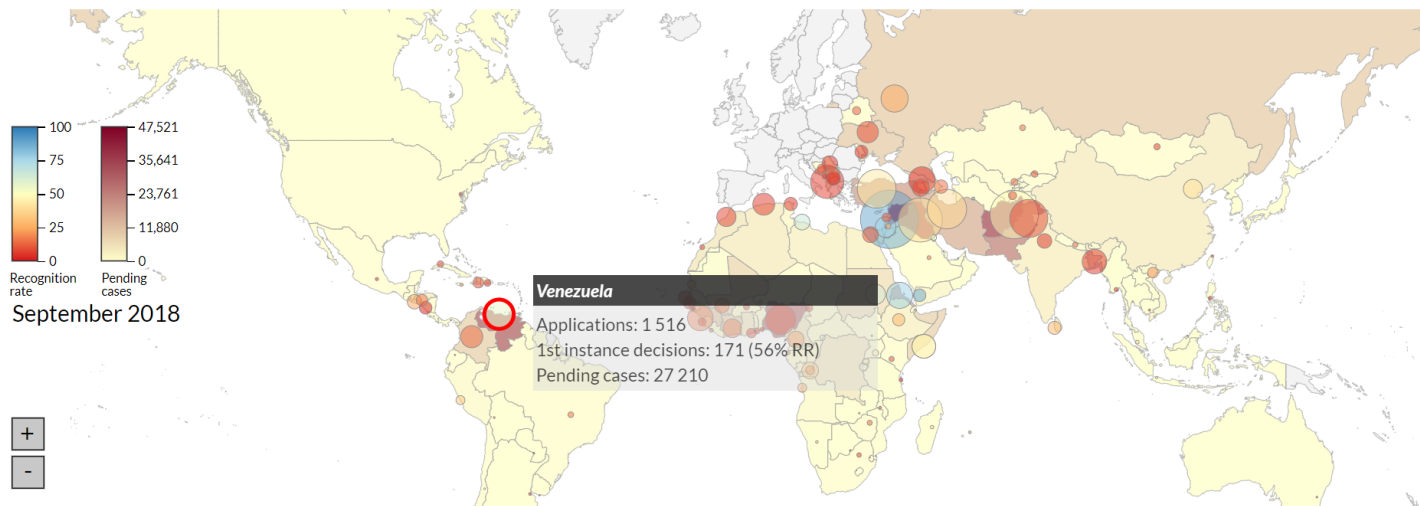 100
75
50
25
0
Recognition
rate
47,521
35,641
23,761
11,880
0
Pending
cases
September 2018
Venezuela
Applications: 1 516
1st instance decisions: 171 (56% RR)
Pending cases: 27 210
+
-